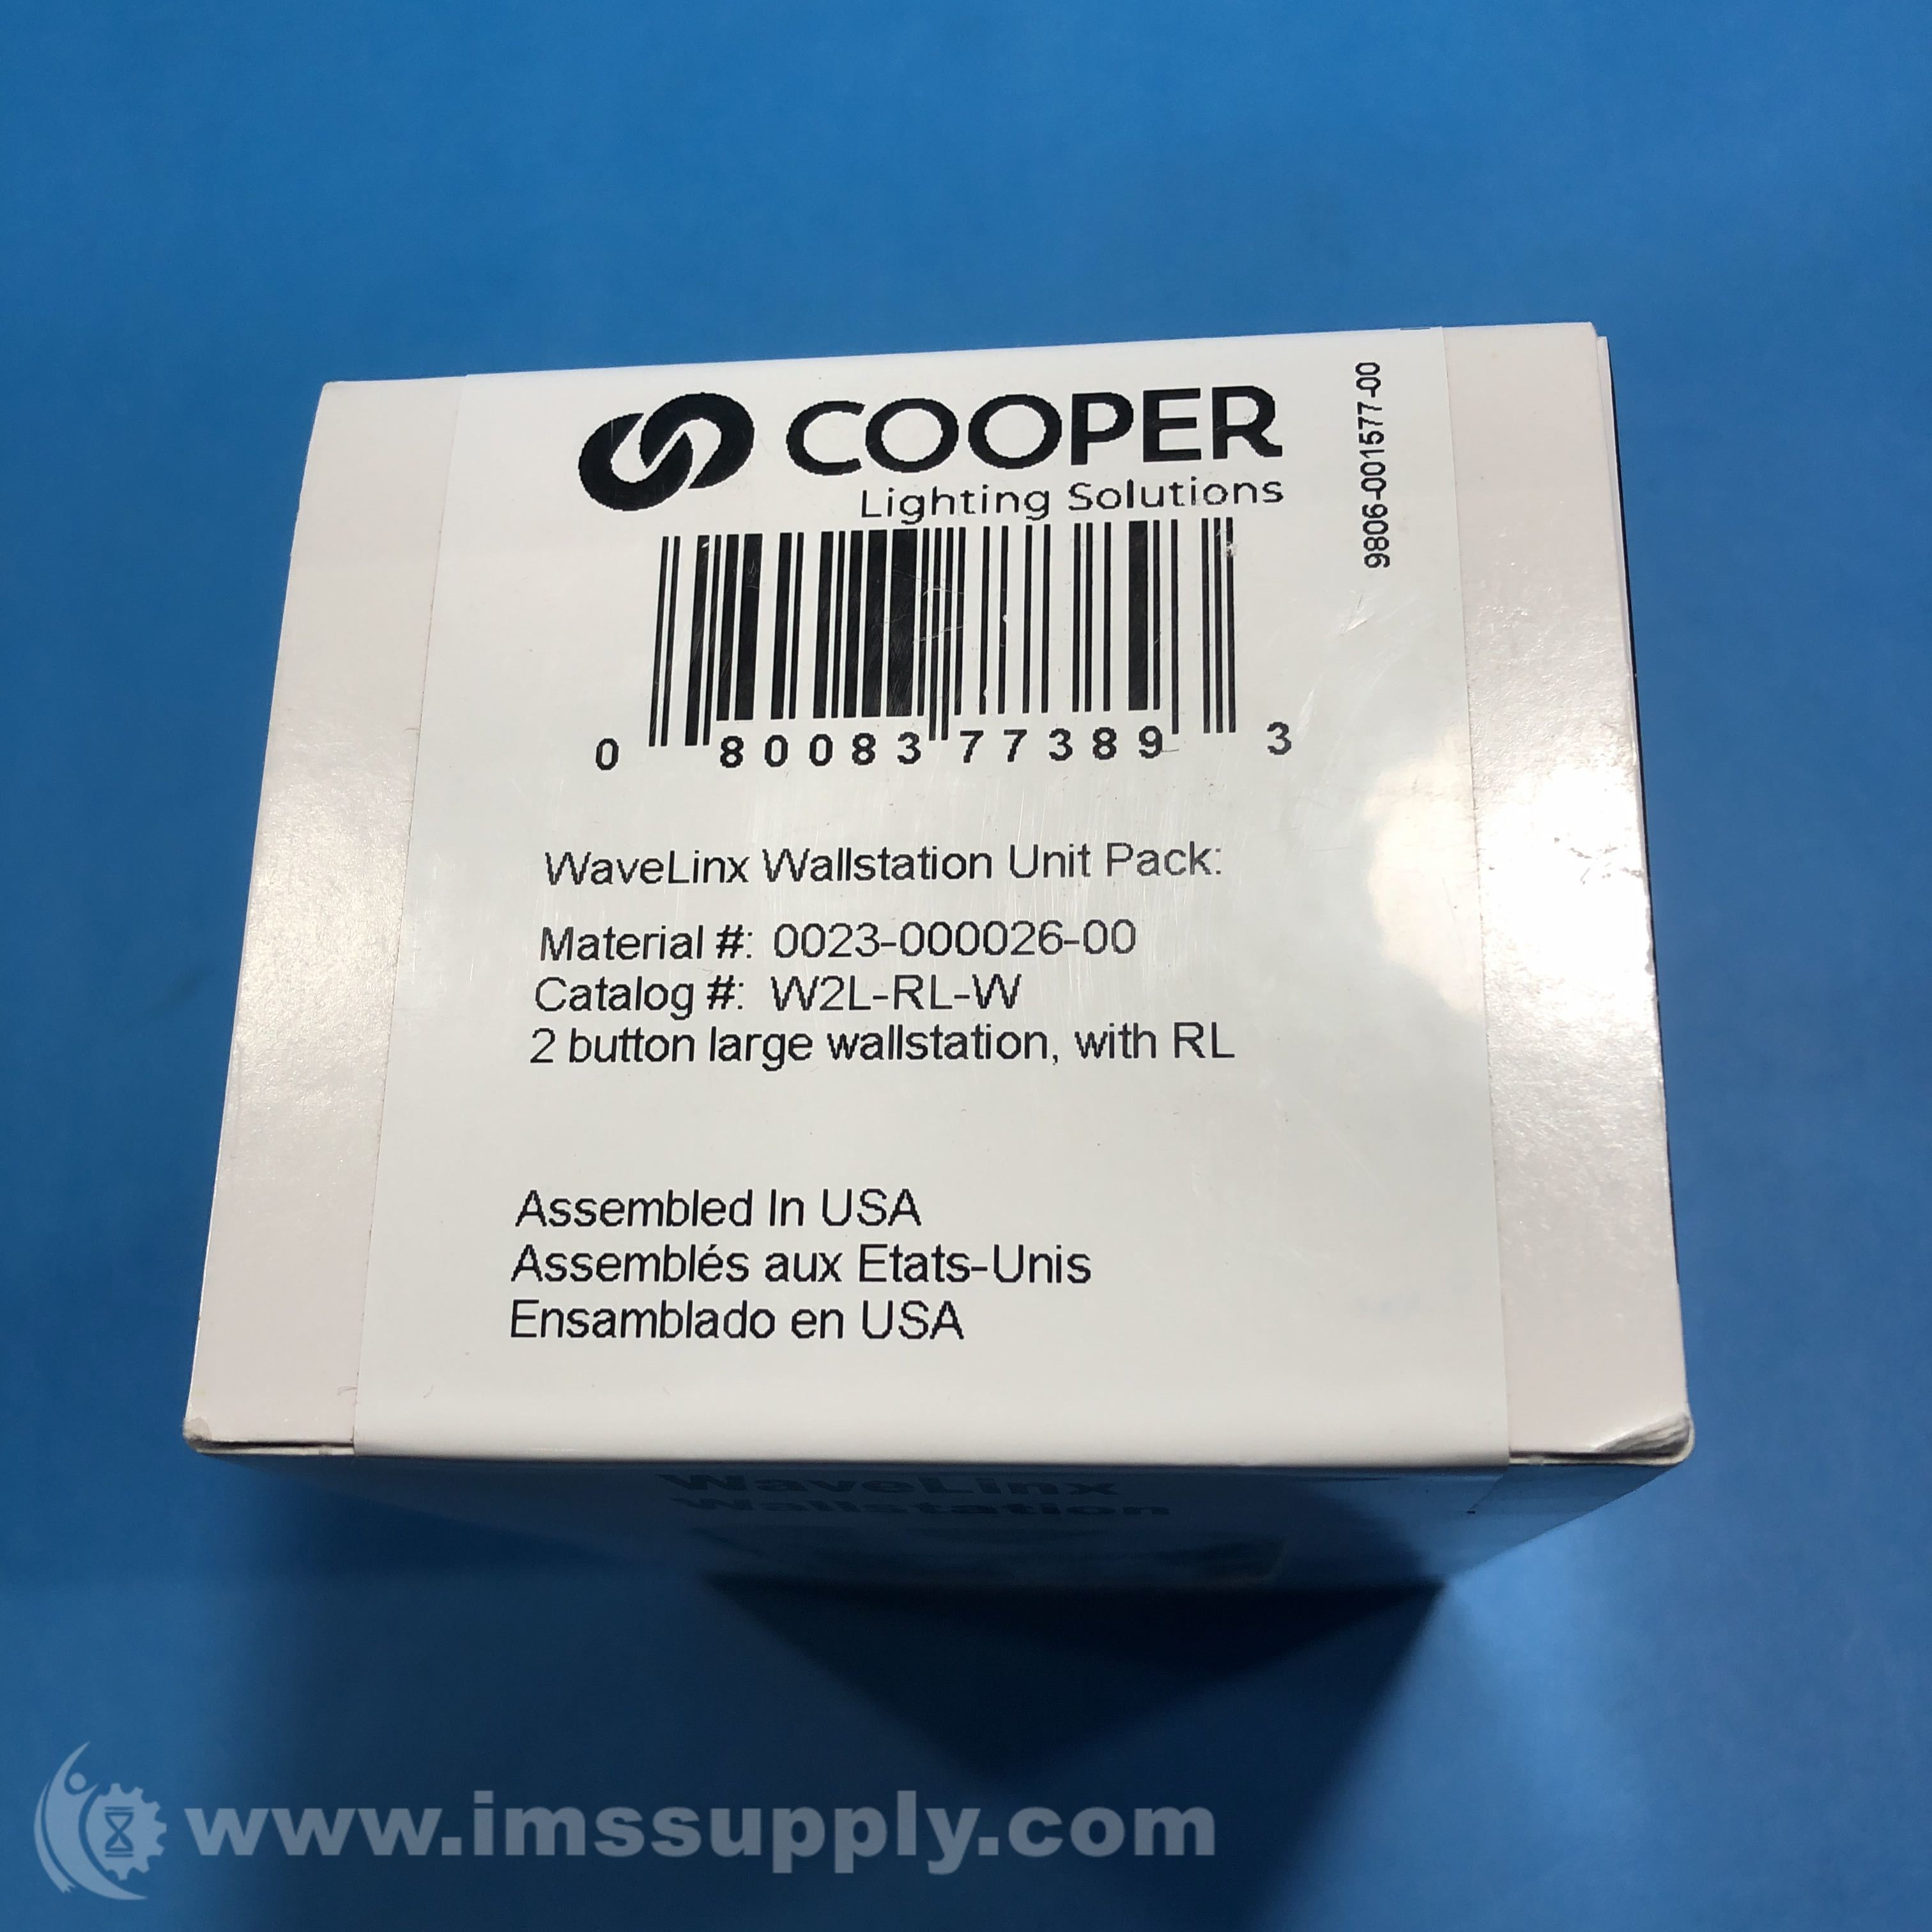 COOPER
Lighting Solutions
9806-001577-00
0 80083 77389 3
WaveLinx Wallstation Unit Pack:
Material #: 0023-000026-00
Catalog #: W2L-RL-W
2 button large wallstation, with RL
Assembled In USA
Assemblés aux Etats-Unis
Ensamblado en USA
WaveLinx
Wallstation
www.imssupply.com